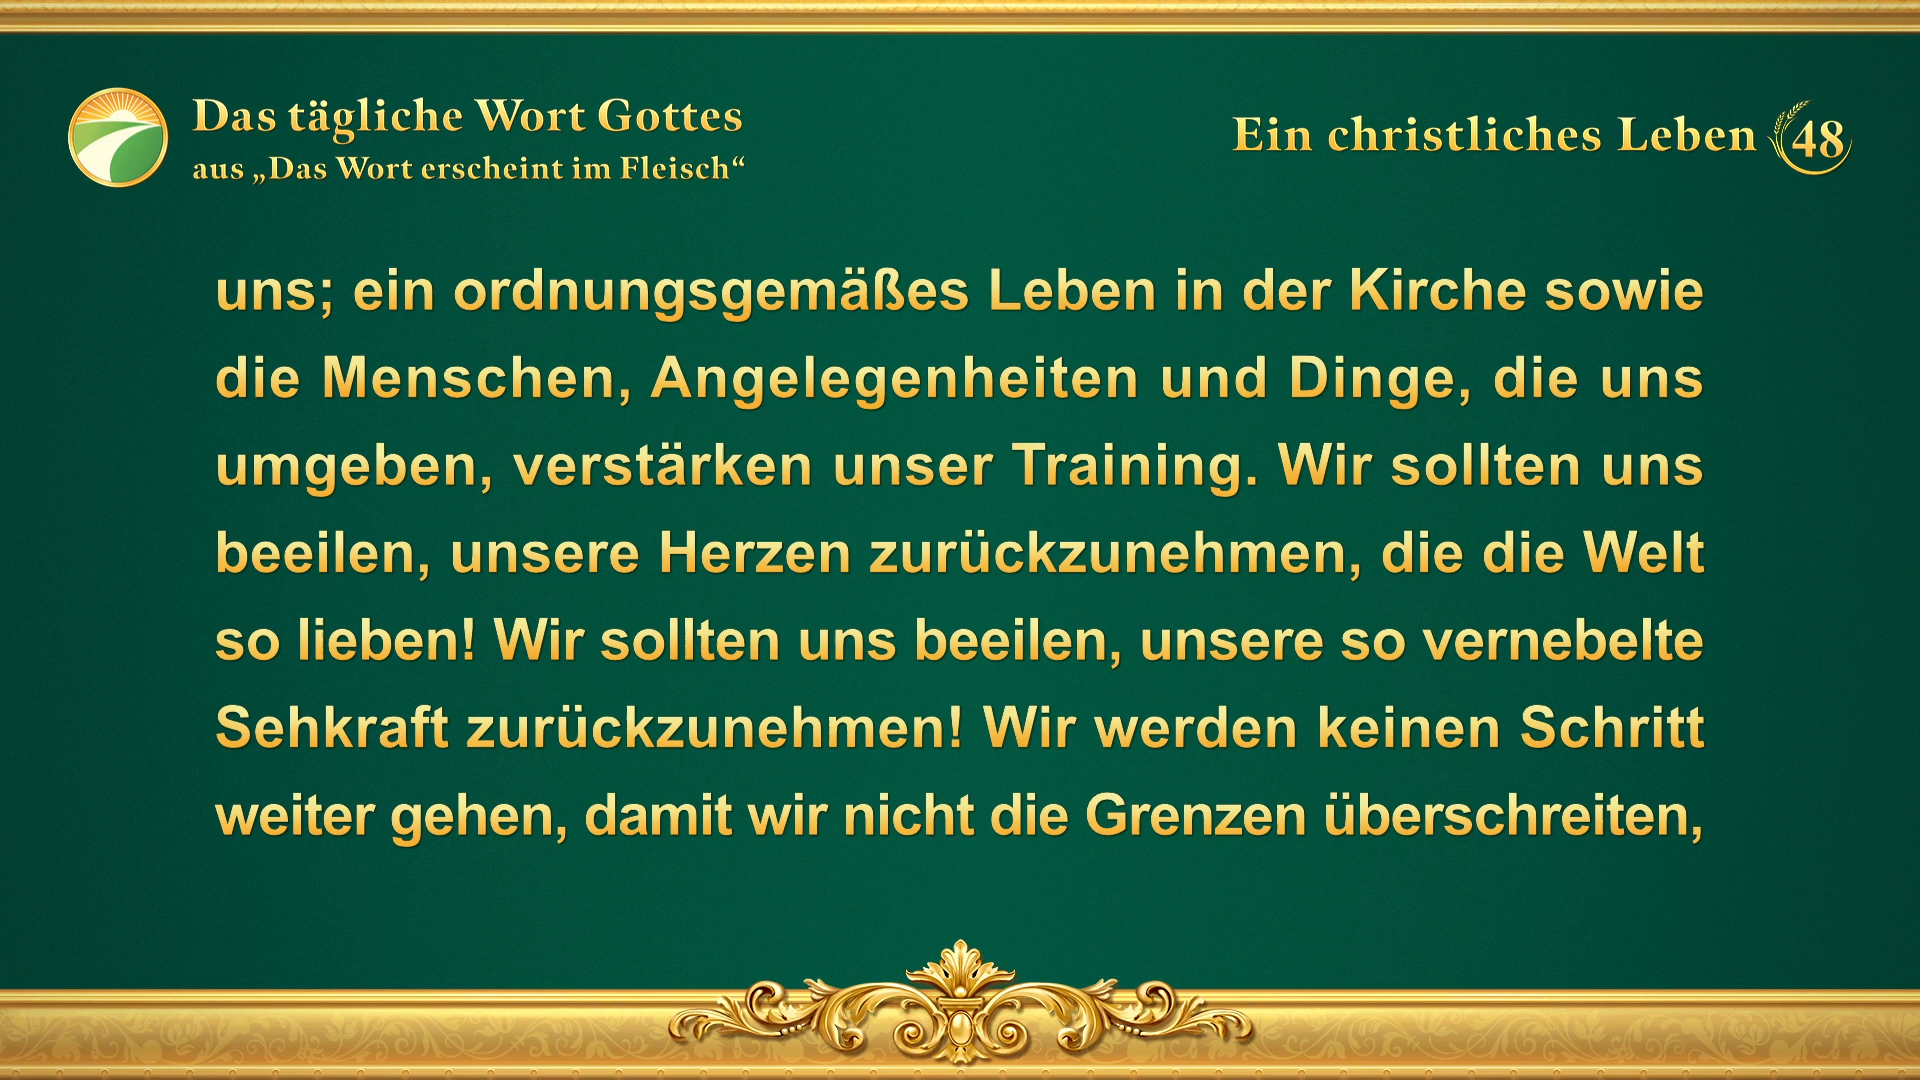 Das tägliche Wort Gottes
aus „Das Wort erscheint im Fleisch“
Ein christliches Leben 48
uns; ein ordnungsgemäßes Leben in der Kirche sowie
die Menschen, Angelegenheiten und Dinge, die uns
umgeben, verstärken unser Training. Wir sollten uns
beeilen, unsere Herzen zurückzunehmen, die die Welt
so lieben! Wir sollten uns beeilen, unsere so vernebelte
Sehkraft zurückzunehmen! Wir werden keinen Schritt
weiter gehen, damit wir nicht die Grenzen überschreiten,